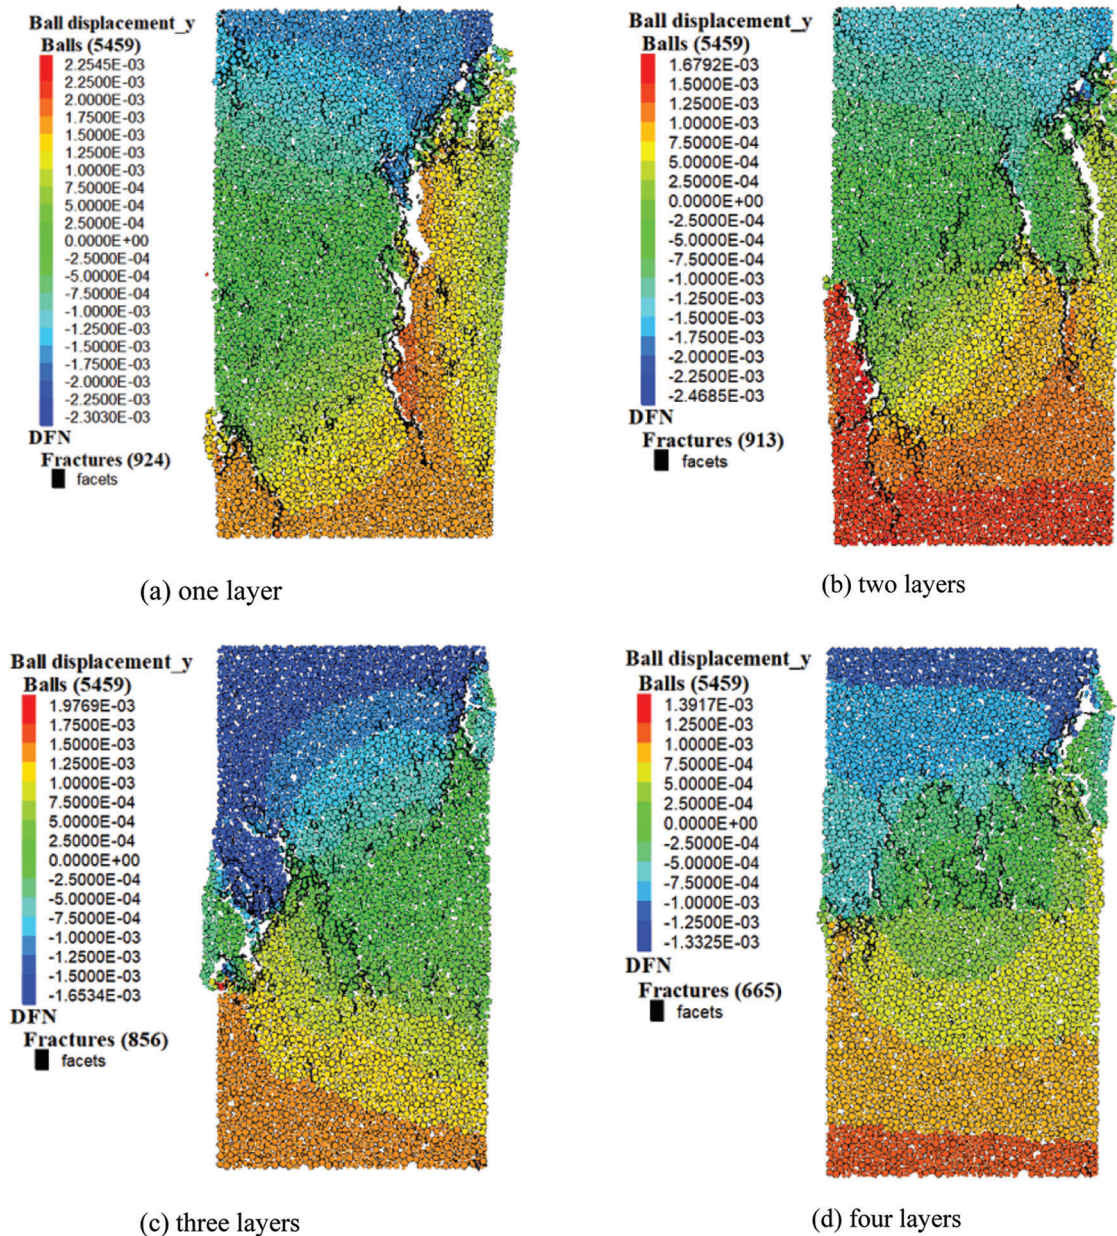 Ball displacement_y
Balls (5459)
2.2545E-03
2.2500E-03
2.0000E-03
1.7500E-03
1.5000E-03
1.2500E-03
1.0000E-03
7.5000E-04
5.0000E-04
2.5000E-04
0.0000E+00
-2.5000E-04
-5.0000E-04
-7.5000E-04
-1.0000E-03
-1.2500E-03
-1.5000E-03
-1.7500E-03
-2.0000E-03
-2.2500E-03
-2.3030E-03
DFN
Fractures (924)
facets
(a) one layer
Ball displacement_y
Balls (5459)
1.6792E-03
1.5000E-03
1.2500E-03
1.0000E-03
7.5000E-04
5.0000E-04
2.5000E-04
0.0000E+00
-2.5000E-04
-5.0000E-04
-7.5000E-04
-1.0000E-03
-1.2500E-03
-1.5000E-03
-1.7500E-03
-2.0000E-03
-2.2500E-03
-2.4685E-03
DFN
Fractures (913)
facets
(b) two layers
Ball displacement_y
Balls (5459)
1.9769E-03
1.7500E-03
1.5000E-03
1.2500E-03
1.0000E-03
7.5000E-04
5.0000E-04
2.5000E-04
0.0000E+00
-2.5000E-04
-5.0000E-04
-7.5000E-04
-1.0000E-03
-1.2500E-03
-1.5000E-03
-1.6534E-03
DFN
Fractures (856)
facets
(c) three layers
Ball displacement_y
Balls (5459)
1.3917E-03
1.2500E-03
1.0000E-03
7.5000E-04
5.0000E-04
2.5000E-04
0.0000E+00
-2.5000E-04
-5.0000E-04
-7.5000E-04
-1.0000E-03
-1.2500E-03
-1.3325E-03
DFN
Fractures (665)
facets
(d) four layers